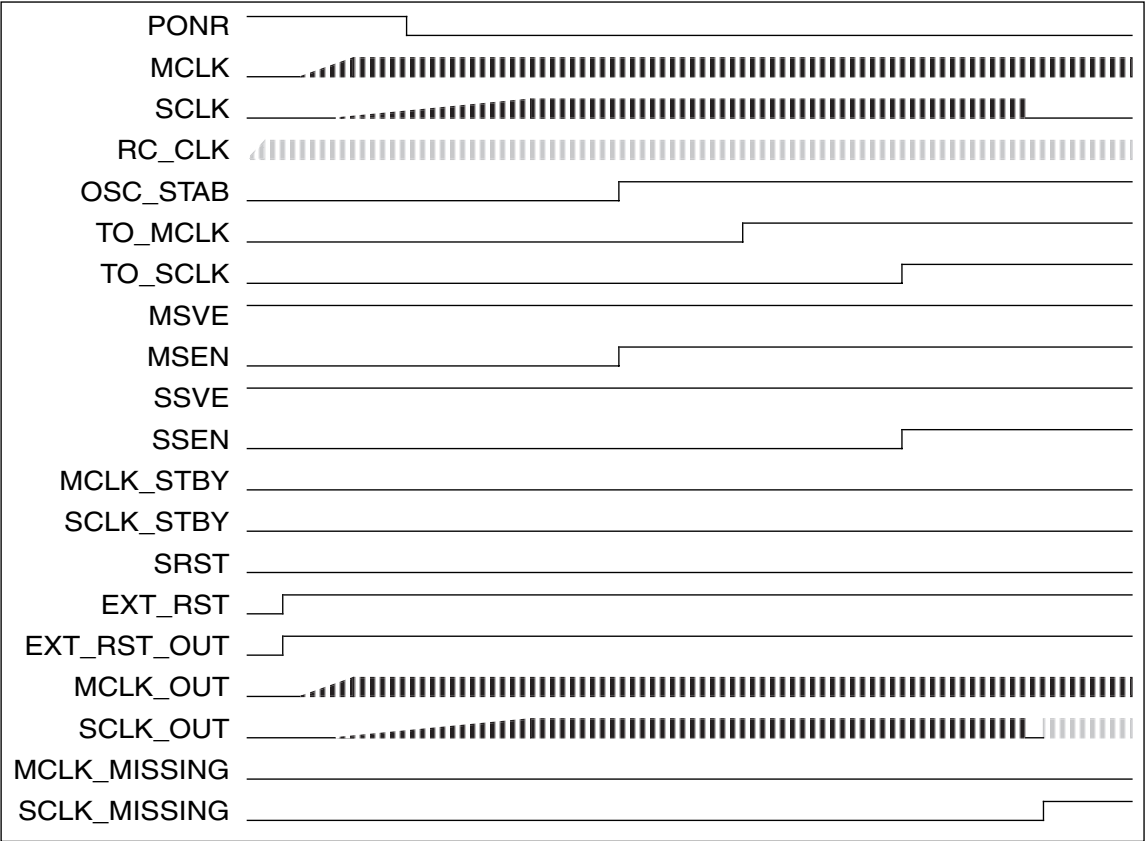 PONR
MCLK
SCLK
RC_CLK
OSC_STAB
TO_MCLK
TO_SCLK
MSVE
MSEN
SSVE
SSEN
MCLK_STBY
SCLK_STBY
SRST
EXT_RST
EXT_RST_OUT
MCLK_OUT
SCLK_OUT
MCLK_MISSING
SCLK_MISSING